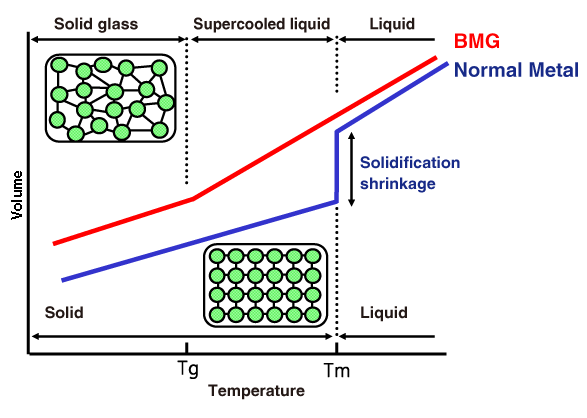 Solid glass
Supercooled liquid
Liquid
BMG
Normal Metal
Solidification
shrinkage
Volume
Solid
Liquid
Tg
Tm
Temperature